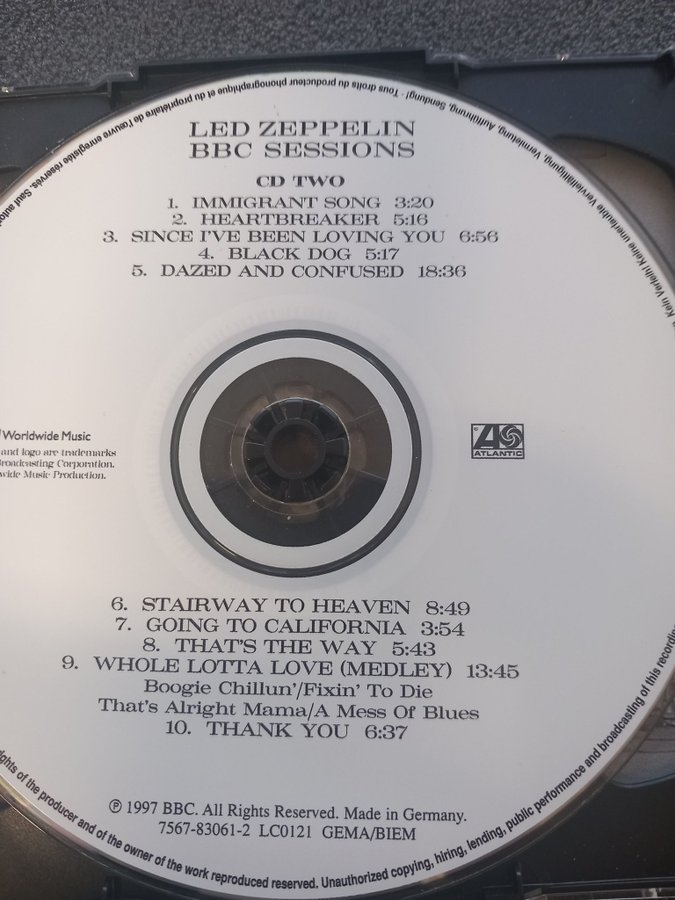 LED ZEPPELIN
BBC SESSIONS
CD TWO
1. IMMIGRANT SONG 3:20
2. HEARTBREAKER 5:16
3. SINCE I'VE BEEN LOVING YOU 6:56
4. BLACK DOG 5:17
5. DAZED AND CONFUSED 18:36
Worldwide Music
and logo are trademarks
Broadcasting Corporation.
wide Music Production.
ATLANTIC
6. STAIRWAY TO HEAVEN 8:49
7. GOING TO CALIFORNIA 3:54
8. THAT'S THE WAY 5:43
9. WHOLE LOTTA LOVE (MEDLEY) 13:45
Boogie Chillun'/Fixin' To Die
That's Alright Mama/A Mess Of Blues
10. THANK YOU 6:37
℗ 1997 BBC. All Rights Reserved. Made in Germany.
7567-83061-2 LC0121 GEMA/BIEM
rights of the producer and of the owner of the work reproduced reserved. Unauthorized copying, hiring, lending, public performance and broadcasting of this recording
Kein Verleih! Keine unerlaubte Vervielfältigung, Vermietung, Aufführung, Sendung! · Tous droits du producteur phonographique et du propriétaire de l'œuvre enregistrée réservés. Sauf